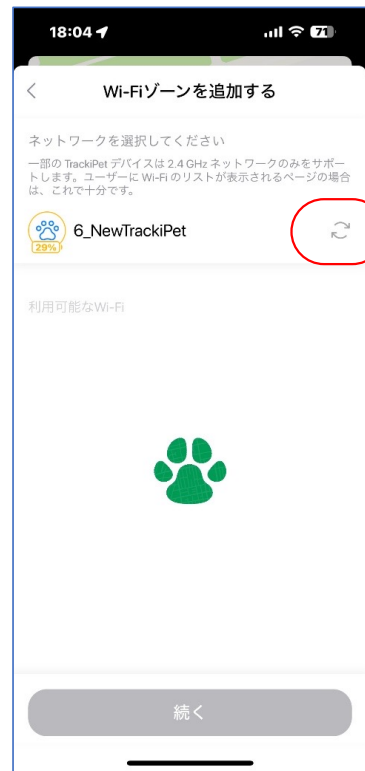 18:04
71
Wi-Fiゾーンを追加する
ネットワークを選択してください
一部の TrackiPet デバイスは 2.4 GHz ネットワークのみをサポー
トします。ユーザーに Wi-Fi のリストが表示されるページの場合
は、これで十分です。
6_NewTrackiPet
29%
利用可能なWi-Fi
続く